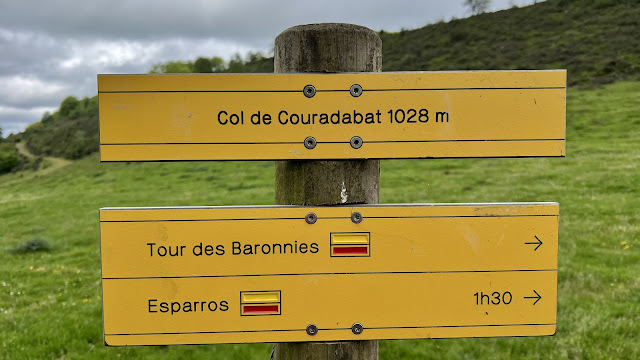 Col de Couradabat 1028 m
Tour des Baronnies →
Esparros 1h30 →